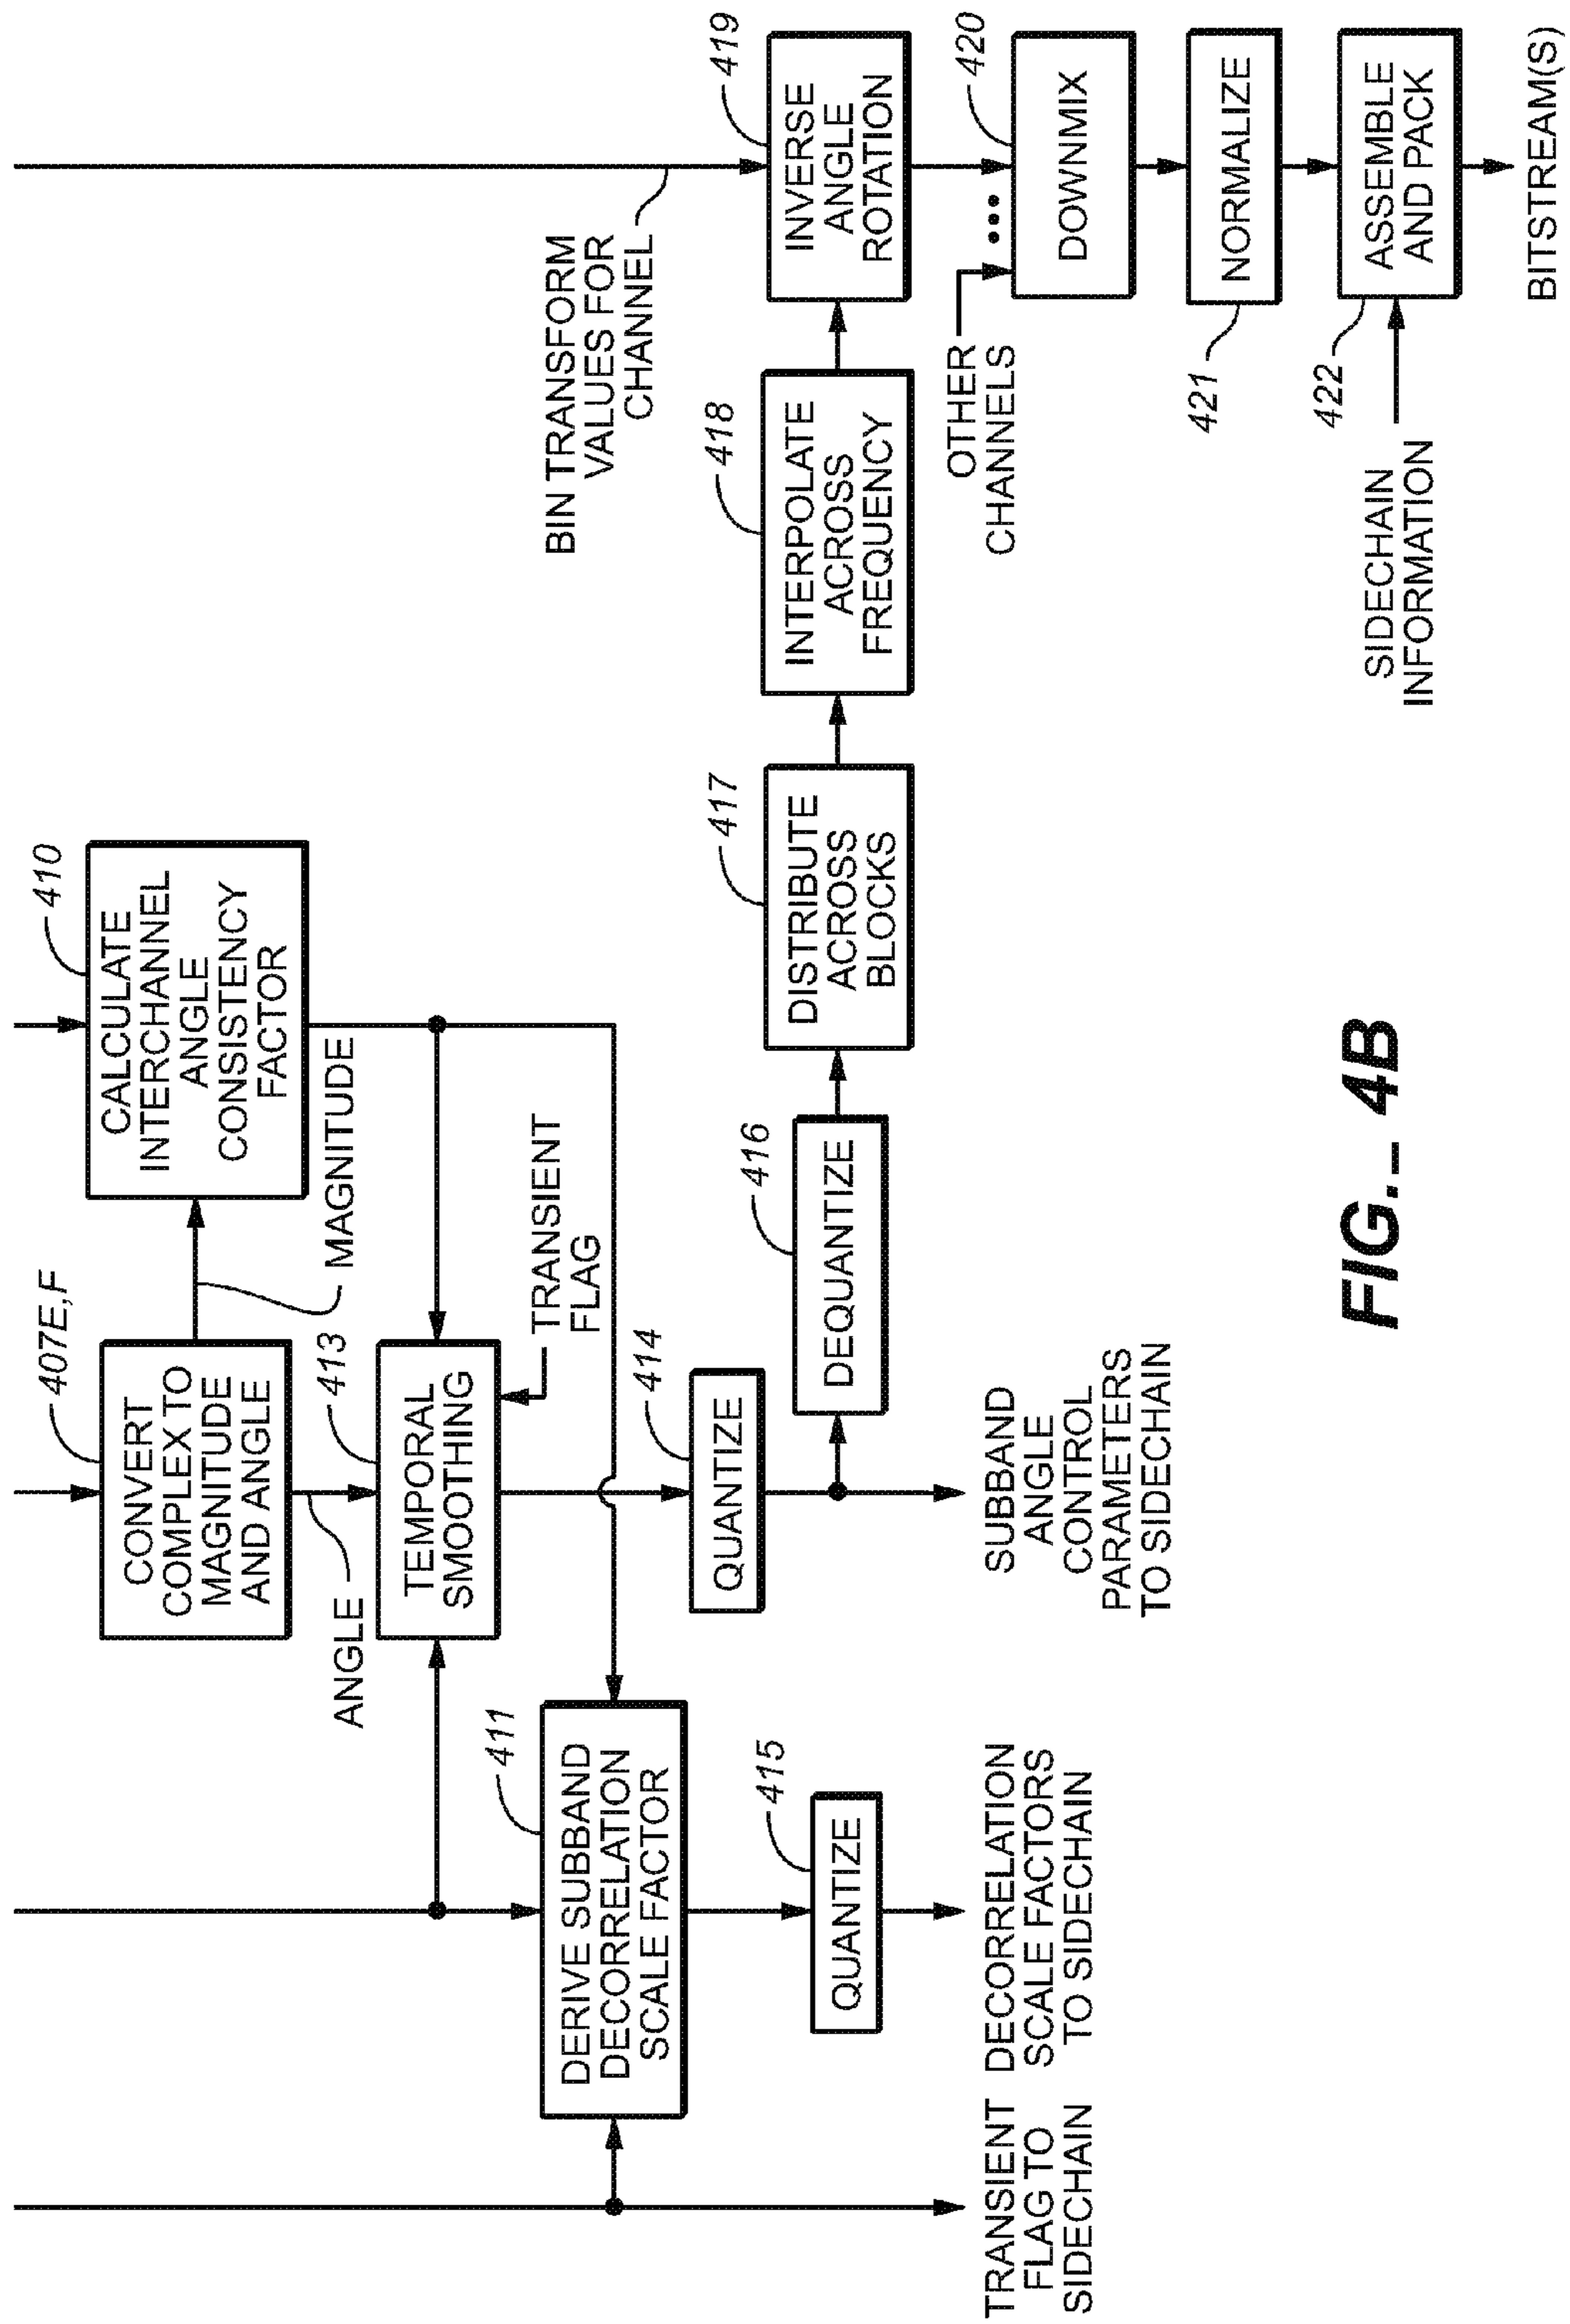 407E,F
CONVERT
COMPLEX TO
MAGNITUDE
AND ANGLE
410
CALCULATE
INTERCHANNEL
ANGLE
CONSISTENCY
FACTOR
MAGNITUDE
ANGLE
413
TEMPORAL
SMOOTHING
TRANSIENT
FLAG
411
DERIVE SUBBAND
DECORRELATION
SCALE FACTOR
414
QUANTIZE
415
QUANTIZE
416
DEQUANTIZE
417
DISTRIBUTE
ACROSS
BLOCKS
418
INTERPOLATE
ACROSS
FREQUENCY
BIN TRANSFORM
VALUES FOR
CHANNEL
419
INVERSE
ANGLE
ROTATION
OTHER
CHANNELS
420
DOWNMIX
421
NORMALIZE
422
ASSEMBLE
AND PACK
SIDECHAIN
INFORMATION
BITSTREAM(S)
TRANSIENT
FLAG TO
SIDECHAIN
DECORRELATION
SCALE FACTORS
TO SIDECHAIN
SUBBAND
ANGLE
CONTROL
PARAMETERS
TO SIDECHAIN
FIG._ 4B